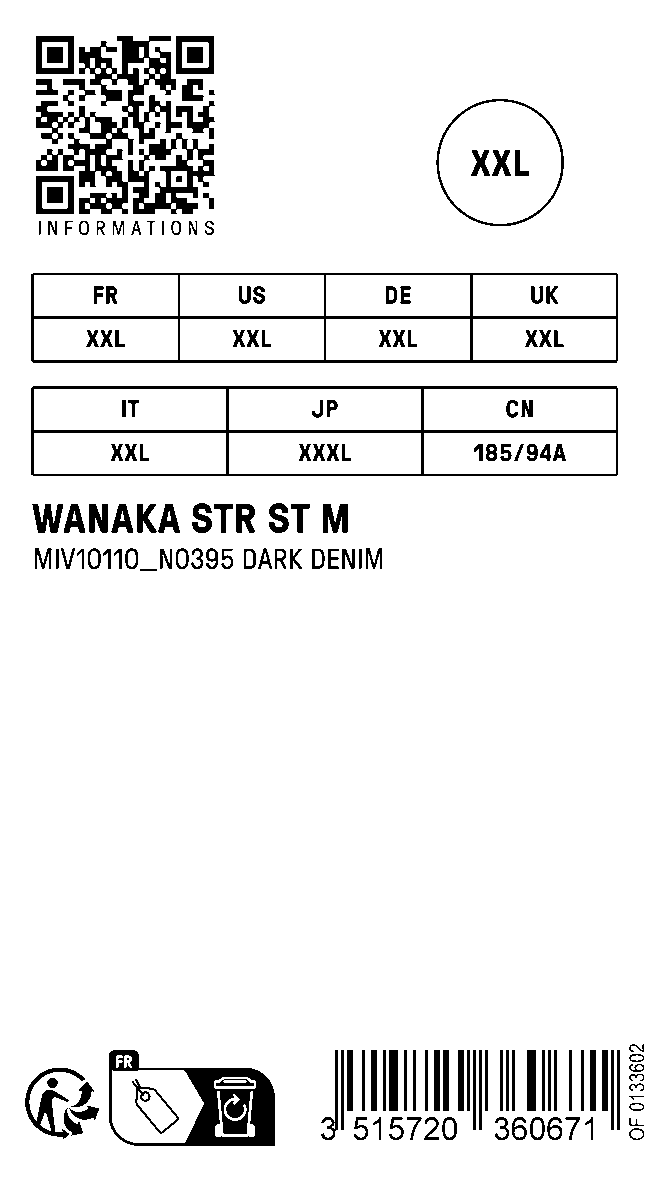 INFORMATIONS
XXL
FR US DE UK
XXL XXL XXL XXL
IT JP CN
XXL XXXL 185/94A
WANAKA STR ST M
MIV10110_N0395 DARK DENIM
FR
3 515720 360671
OF 0133602